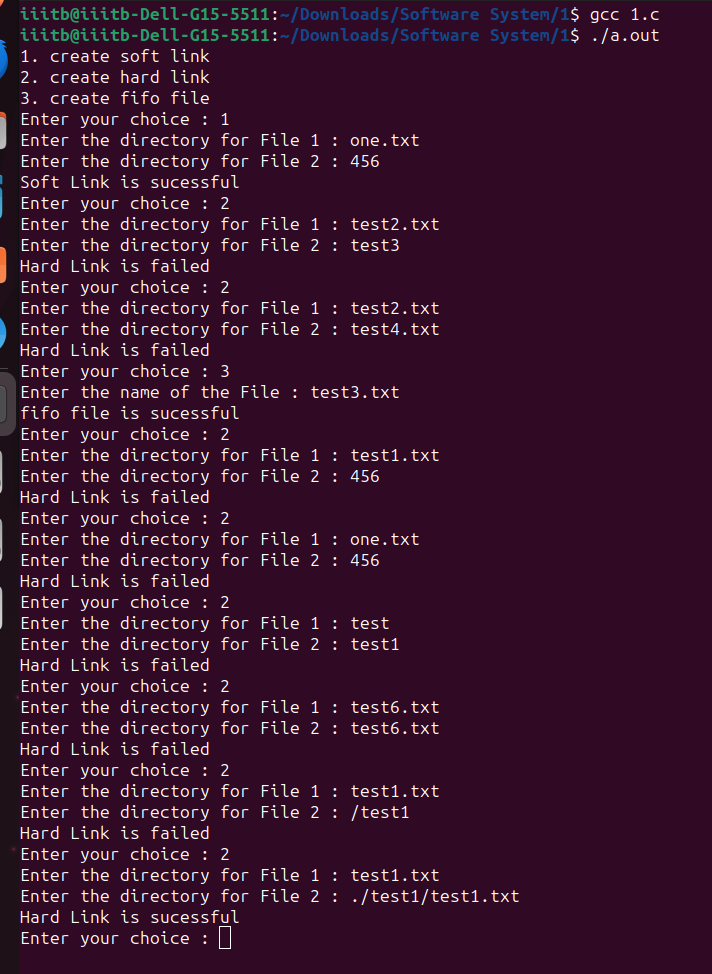 iiitb@iiitb-Dell-G15-5511:~/Downloads/Software System/1$ gcc 1.c
iiitb@iiitb-Dell-G15-5511:~/Downloads/Software System/1$ ./a.out
1. create soft link
2. create hard link
3. create fifo file
Enter your choice : 1
Enter the directory for File 1 : one.txt
Enter the directory for File 2 : 456
Soft Link is sucessful
Enter your choice : 2
Enter the directory for File 1 : test2.txt
Enter the directory for File 2 : test3
Hard Link is failed
Enter your choice : 2
Enter the directory for File 1 : test2.txt
Enter the directory for File 2 : test4.txt
Hard Link is failed
Enter your choice : 3
Enter the name of the File : test3.txt
fifo file is sucessful
Enter your choice : 2
Enter the directory for File 1 : test1.txt
Enter the directory for File 2 : 456
Hard Link is failed
Enter your choice : 2
Enter the directory for File 1 : one.txt
Enter the directory for File 2 : 456
Hard Link is failed
Enter your choice : 2
Enter the directory for File 1 : test
Enter the directory for File 2 : test1
Hard Link is failed
Enter your choice : 2
Enter the directory for File 1 : test6.txt
Enter the directory for File 2 : test6.txt
Hard Link is failed
Enter your choice : 2
Enter the directory for File 1 : test1.txt
Enter the directory for File 2 : /test1
Hard Link is failed
Enter your choice : 2
Enter the directory for File 1 : test1.txt
Enter the directory for File 2 : ./test1/test1.txt
Hard Link is sucessful
Enter your choice :